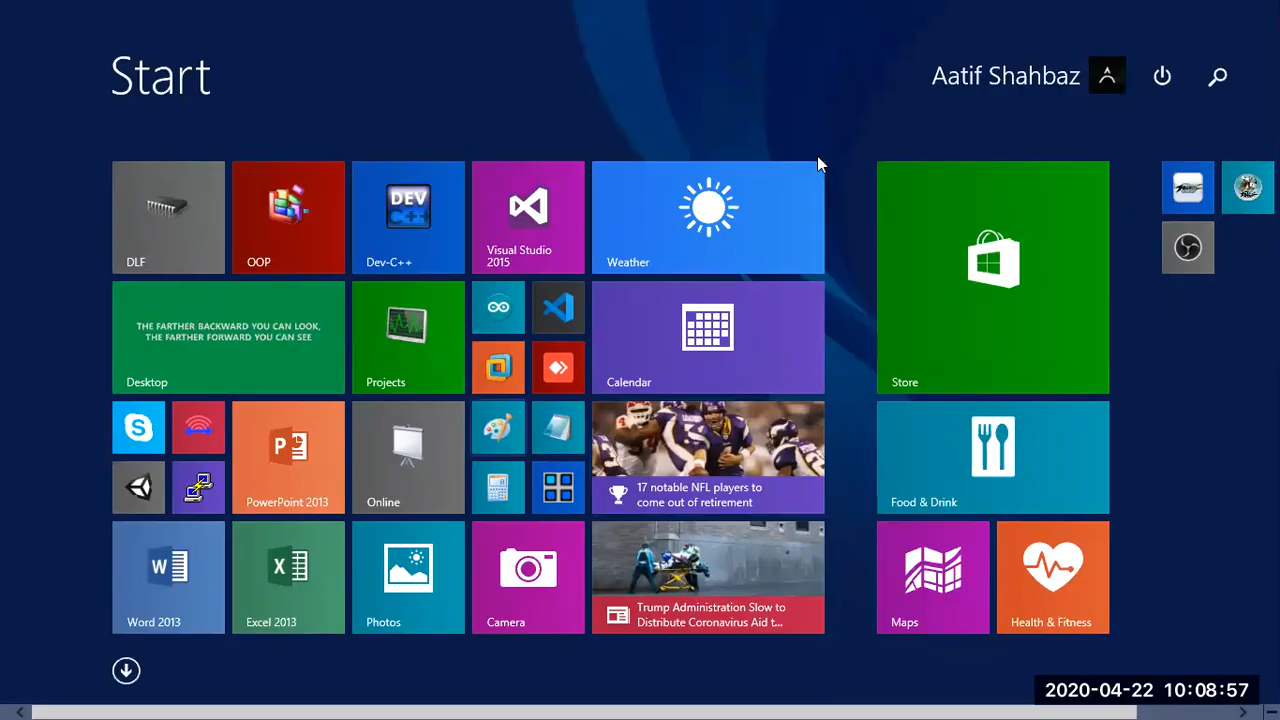 Start
Aatif Shahbaz
DLF
OOP
DEV
C++
Dev-C++
Visual Studio
2015
Weather
THE FARTHER BACKWARD YOU CAN LOOK,
THE FARTHER FORWARD YOU CAN SEE
Desktop
Projects
Calendar
Store
S
P
PowerPoint 2013
Online
17 notable NFL players to
come out of retirement
Food & Drink
W
Word 2013
X
Excel 2013
Photos
Camera
Trump Administration Slow to
Distribute Coronavirus Aid t...
Maps
Health & Fitness
2020-04-22 10:08:57